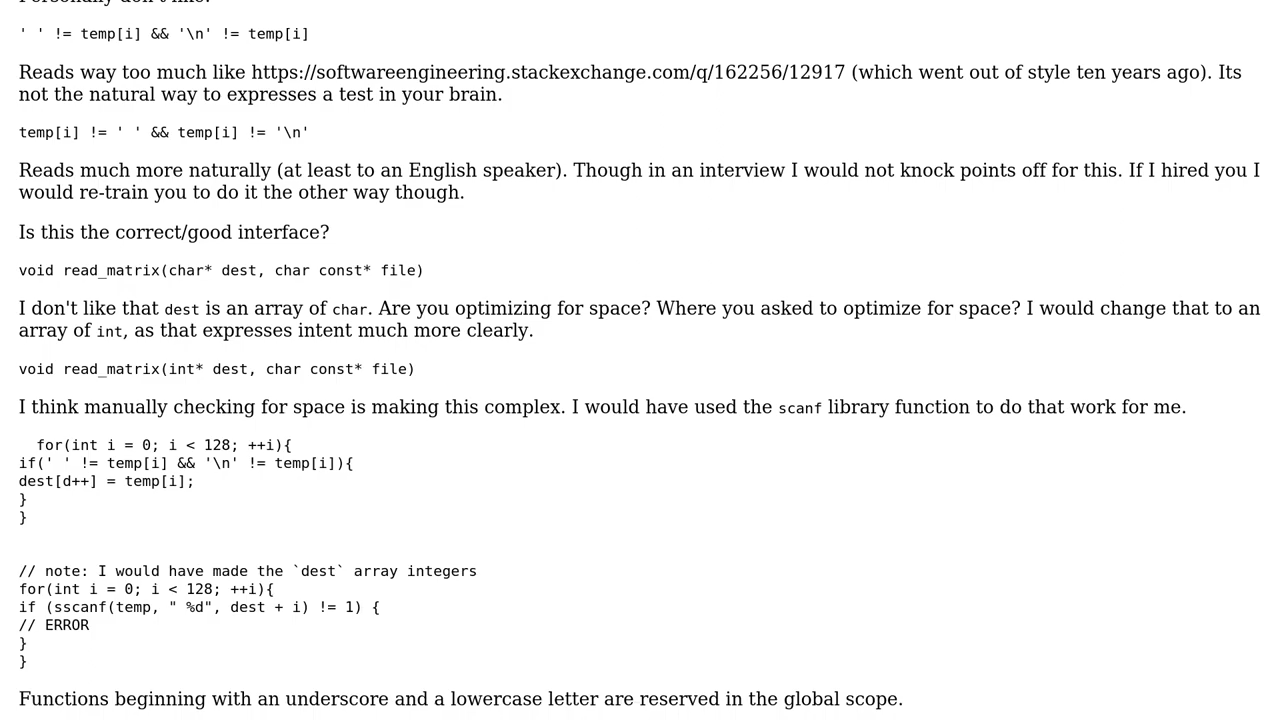 ' ' != temp[i] && '\n' != temp[i]
Reads way too much like https://softwareengineering.stackexchange.com/q/162256/12917 (which went out of style ten years ago). Its
not the natural way to expresses a test in your brain.
temp[i] != ' ' && temp[i] != '\n'
Reads much more naturally (at least to an English speaker). Though in an interview I would not knock points off for this. If I hired you I
would re-train you to do it the other way though.
Is this the correct/good interface?
void read_matrix(char* dest, char const* file)
I don't like that dest is an array of char. Are you optimizing for space? Where you asked to optimize for space? I would change that to an
array of int, as that expresses intent much more clearly.
void read_matrix(int* dest, char const* file)
I think manually checking for space is making this complex. I would have used the scanf library function to do that work for me.
for(int i = 0; i < 128; ++i){
if(' ' != temp[i] && '\n' != temp[i]){
dest[d++] = temp[i];
}
}
// note: I would have made the `dest` array integers
for(int i = 0; i < 128; ++i){
if (sscanf(temp, " %d", dest + i) != 1) {
// ERROR
}
}
Functions beginning with an underscore and a lowercase letter are reserved in the global scope.